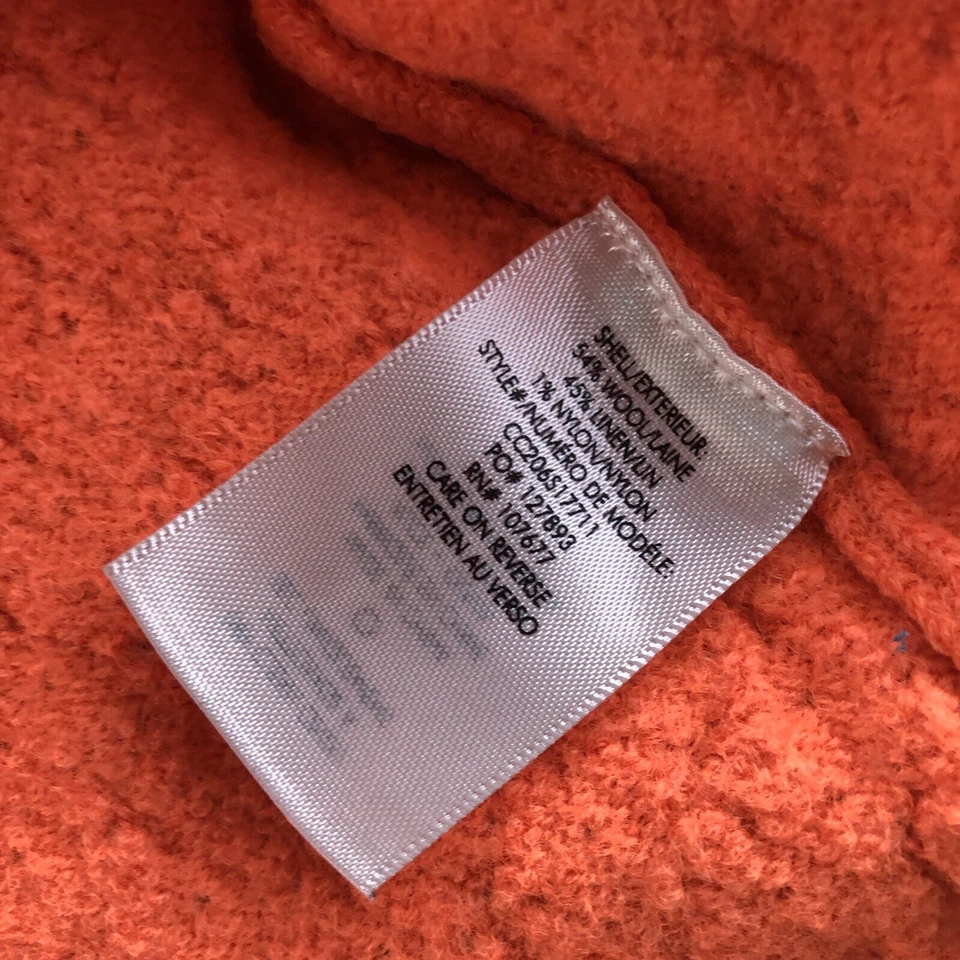 SHELL/EXTERIEUR:
54% WOOL/LAINE
45% LINEN/LIN
1% NYLON/NYLON
STYLE#/NUMÉRO DE MODÈLE:
CC206S17711
PO# 127893
RN# 107677
CARE ON REVERSE
ENTRETIEN AU VERSO